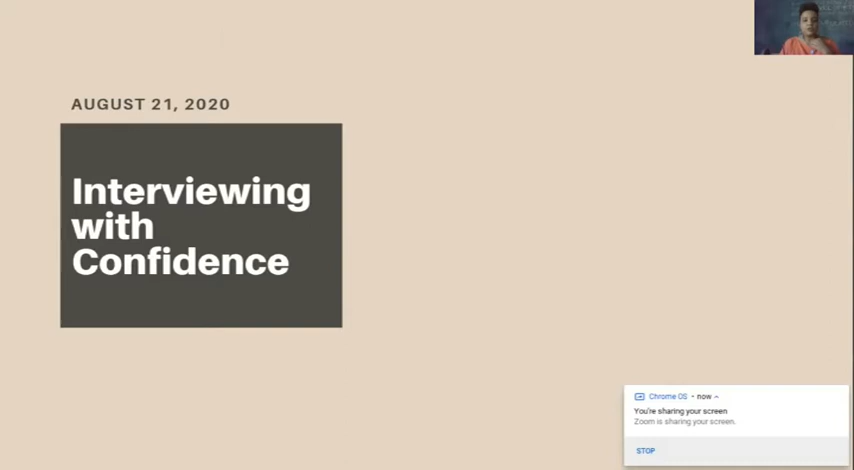 AUGUST 21, 2020
Interviewing
with
Confidence
Chrome OS • now
You're sharing your screen
Zoom is sharing your screen.
STOP